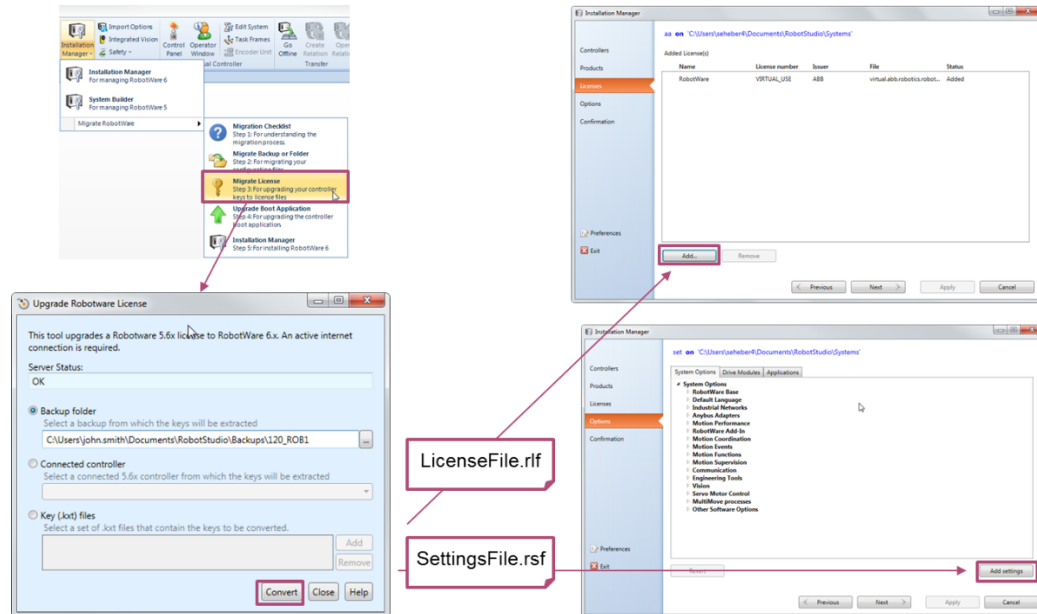 Import Options
Integrated Vision
Safety
Installation
Manager
Control
Panel
Operator
Window
Edit System
Task Frames
Encoder Unit
Go
Offline
Create
Relation
Open
Relation
Transfer
Installation Manager
For managing RobotWare 6
System Builder
For managing RobotWare 5
Migrate RobotWare
Migration Checklist
Step 1: For understanding the
migration process.
Migrate Backup or Folder
Step 2: For migrating your
configuration files
Migrate License
Step 3: For upgrading your controller
keys to license files
Upgrade Boot Application
Step 4: For upgrading the controller
boot application.
Installation Manager
Step 5: For installing RobotWare 6
Installation Manager
xa on 'C:\Users\seheber4\Documents\RobotStudio\Systems'
Controllers
Products
Licenses
Options
Confirmation
Added License(s)
Name License number Issuer File Status
RobotWare VIRTUAL_USE ABB virtual.abb.robotics.robot... Added
Preferences
Exit
Add...
Remove
< Previous
Next >
Apply
Cancel
Upgrade Robotware License
This tool upgrades a Robotware 5.6x license to RobotWare 6.x. An active internet
connection is required.
Server Status:
OK
Backup folder
Select a backup from which the keys will be extracted
C:\Users\john.smith\Documents\RobotStudio\Backups\120_ROB1
...
Connected controller
Select a connected 5.6x controller from which the keys will be extracted
Key (.kxt) files
Select a set of .kxt files that contain the keys to be converted.
Add
Remove
Convert
Close
Help
LicenseFile.rlf
SettingsFile.rsf
Installation Manager
set on 'C:\Users\seheber4\Documents\RobotStudio\Systems'
Controllers
Products
Licenses
Options
Confirmation
System Options Drive Modules Applications
System Options
RobotWare Base
Default Language
Industrial Networks
Anybus Adapters
Motion Performance
RobotWare Add-In
Motion Coordination
Motion Events
Motion Functions
Motion Supervision
Communication
Engineering Tools
Vision
Servo Motor Control
MultiMove processes
Other Software Options
Preferences
Exit
Revert
Add settings
< Previous
Next >
Apply
Cancel